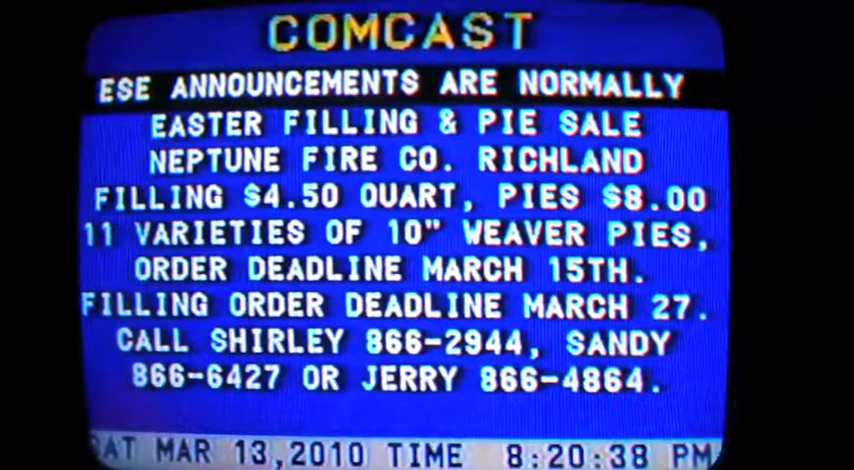 COMCAST
ESE ANNOUNCEMENTS ARE NORMALLY
EASTER FILLING & PIE SALE
NEPTUNE FIRE CO. RICHLAND
FILLING $4.50 QUART, PIES $8.00
11 VARIETIES OF 10" WEAVER PIES,
ORDER DEADLINE MARCH 15TH.
FILLING ORDER DEADLINE MARCH 27.
CALL SHIRLEY 866-2944, SANDY
866-6427 OR JERRY 866-4864.
SAT MAR 13,2010 TIME 8:20:38 PM